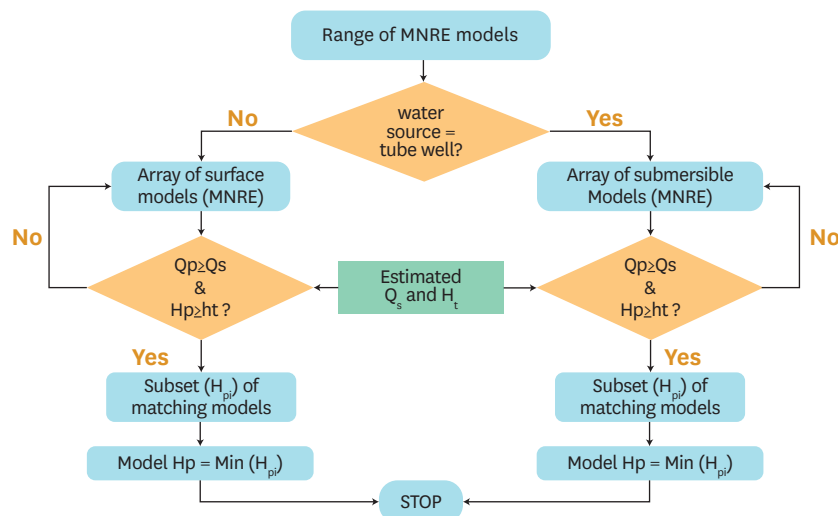 Range of MNRE models
water
source =
tube well?
No
Yes
Array of surface
models (MNRE)
Array of submersible
Models (MNRE)
No
No
Qp≥Qs
&
Hp≥ht ?
Estimated
Qs and Ht
Qp≥Qs
&
Hp≥ht ?
Yes
Yes
Subset (Hpi) of
matching models
Subset (Hpi) of
matching models
Model Hp = Min (Hpi)
Model Hp = Min (Hpi)
STOP